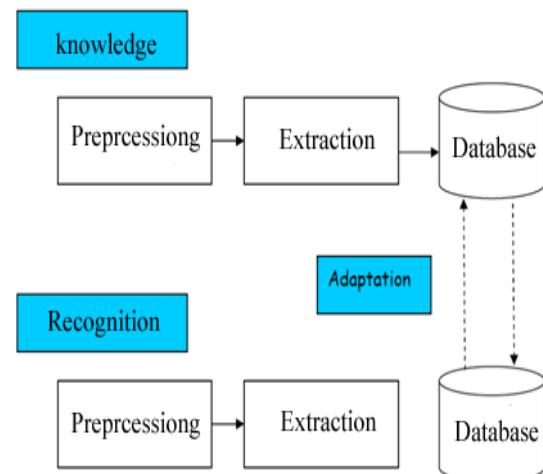 knowledge
Preprcessiong
Extraction
Database
Adaptation
Recognition
Preprcessiong
Extraction
Database